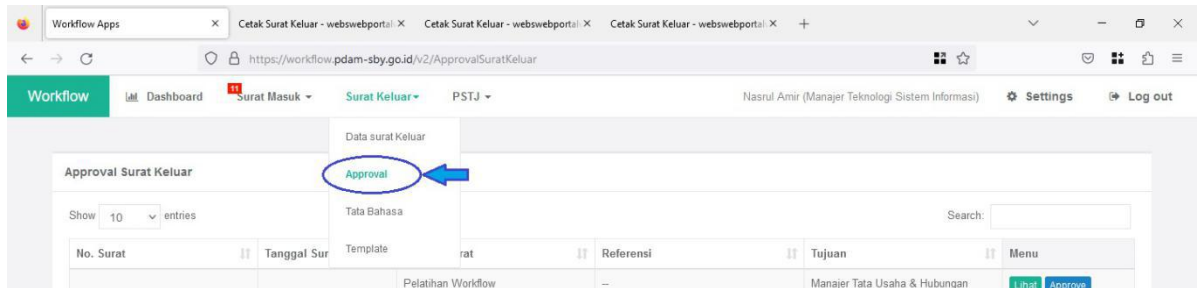 Workflow Apps
Cetak Surat Keluar - webswebportal
Cetak Surat Keluar - webswebportal
Cetak Surat Keluar - webswebportal
https://workflow.pdam-sby.go.id/v2/ApprovalSuratKeluar
Workflow
Dashboard
11
Surat Masuk
Surat Keluar
PSTJ
Nasrul Amir (Manajer Teknologi Sistem Informasi)
Settings
Log out
Data surat Keluar
Approval
Tata Bahasa
Template
Approval Surat Keluar
Show 10 entries
Search:
No. Surat
Tanggal Sur
rat
Referensi
Tujuan
Menu
Pelatihan Workflow
--
Manajer Tata Usaha & Hubungan
Lihat
Approve